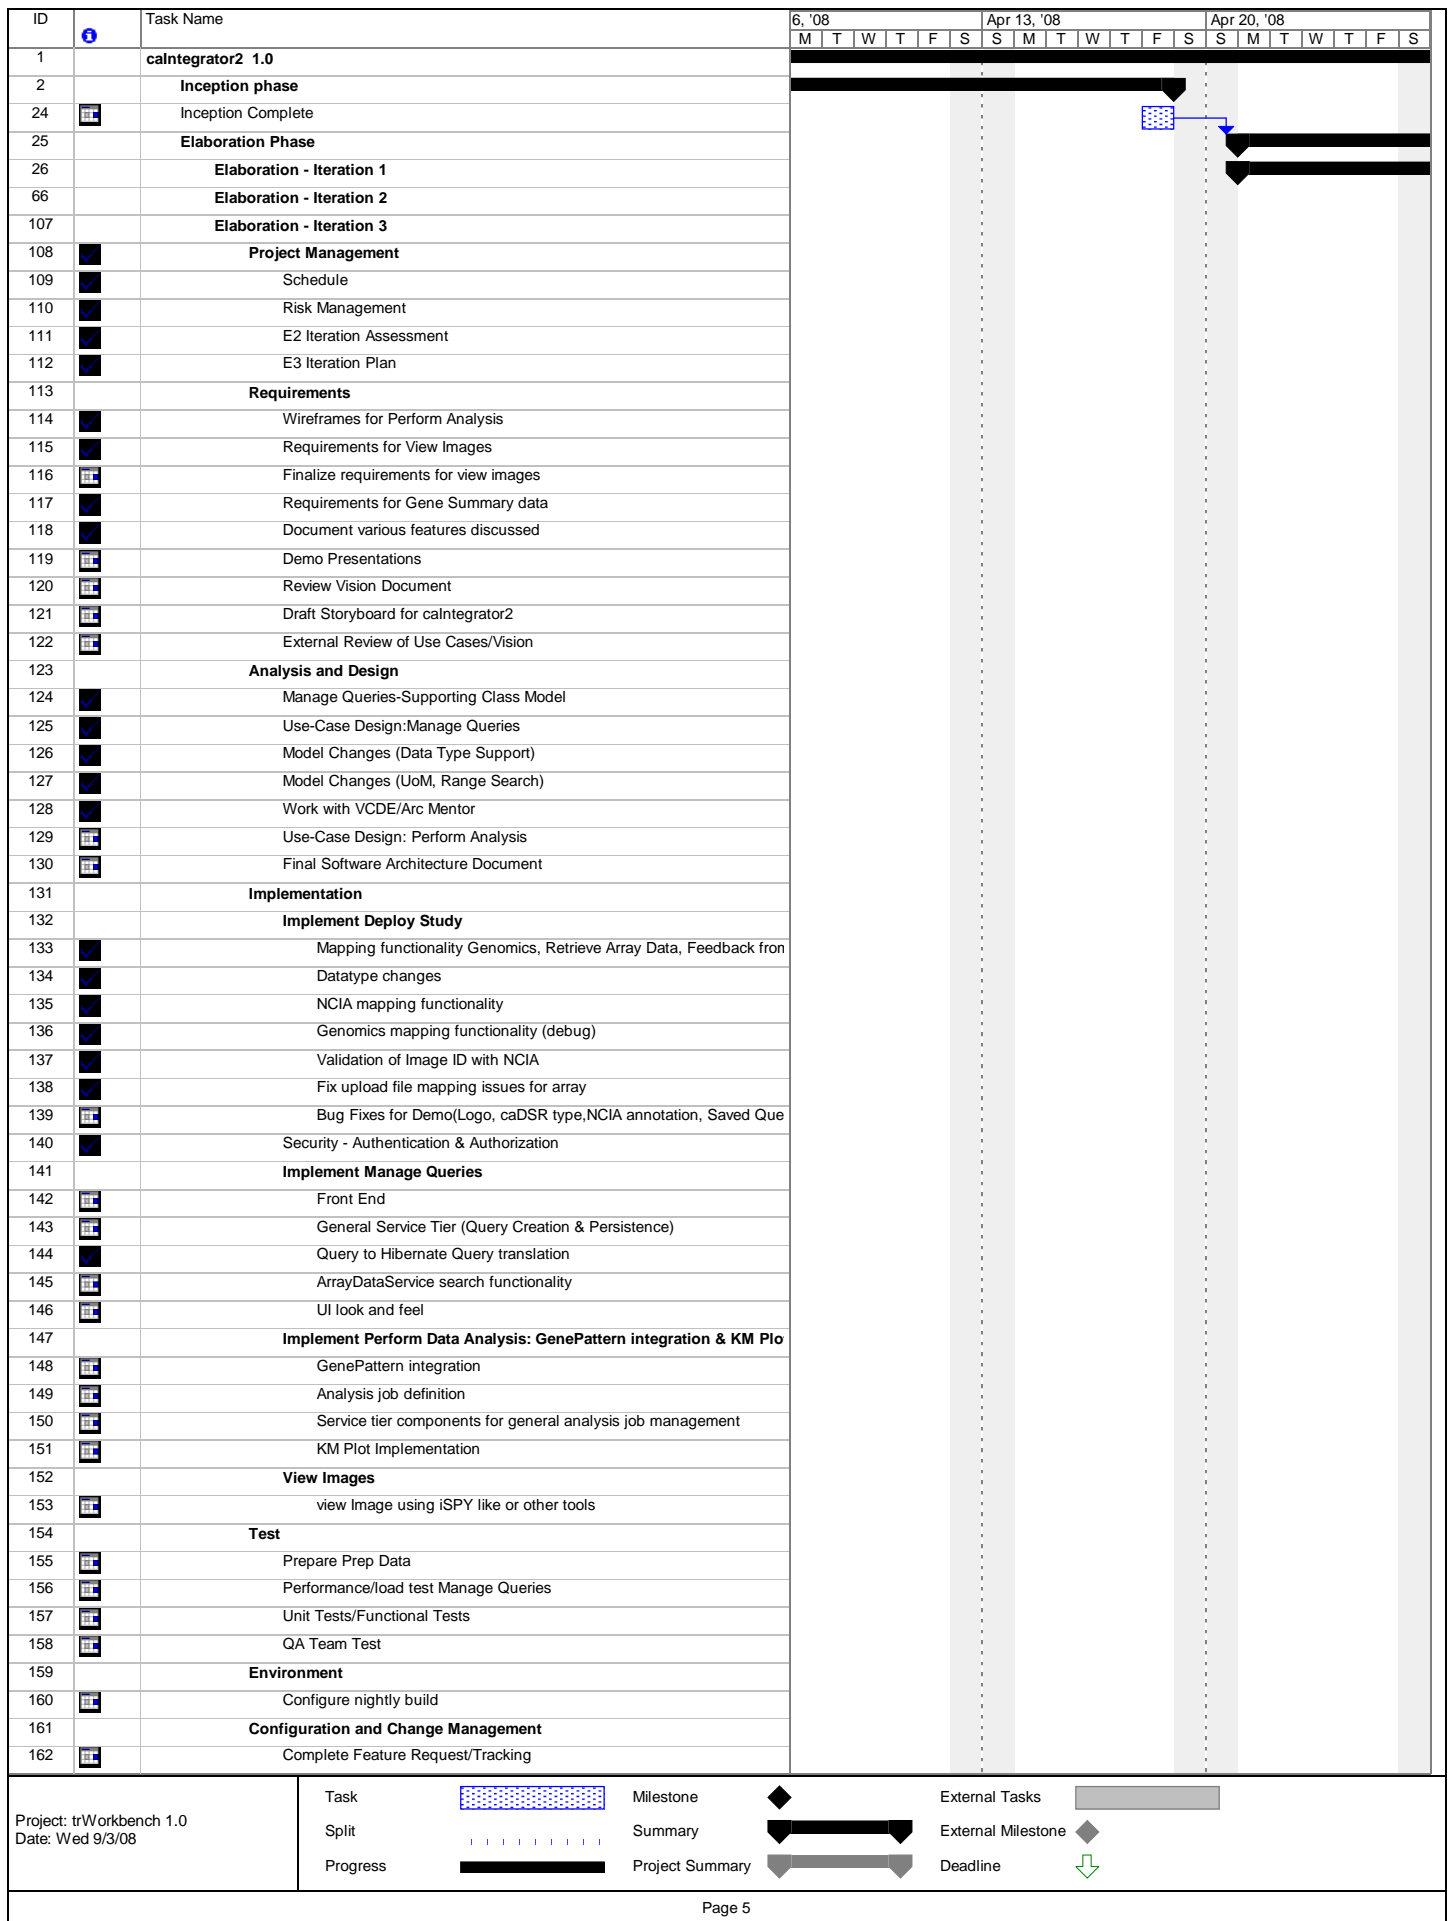 ID Task Name 6, '08 Apr 13, '08 Apr 20, '08
M T W T F S S M T W T F S S M T W T F S
1 caIntegrator2 1.0
2 Inception phase
24 Inception Complete
25 Elaboration Phase
26 Elaboration - Iteration 1
66 Elaboration - Iteration 2
107 Elaboration - Iteration 3
108 Project Management
109 Schedule
110 Risk Management
111 E2 Iteration Assessment
112 E3 Iteration Plan
113 Requirements
114 Wireframes for Perform Analysis
115 Requirements for View Images
116 Finalize requirements for view images
117 Requirements for Gene Summary data
118 Document various features discussed
119 Demo Presentations
120 Review Vision Document
121 Draft Storyboard for caIntegrator2
122 External Review of Use Cases/Vision
123 Analysis and Design
124 Manage Queries-Supporting Class Model
125 Use-Case Design:Manage Queries
126 Model Changes (Data Type Support)
127 Model Changes (UoM, Range Search)
128 Work with VCDE/Arc Mentor
129 Use-Case Design: Perform Analysis
130 Final Software Architecture Document
131 Implementation
132 Implement Deploy Study
133 Mapping functionality Genomics, Retrieve Array Data, Feedback from
134 Datatype changes
135 NCIA mapping functionality
136 Genomics mapping functionality (debug)
137 Validation of Image ID with NCIA
138 Fix upload file mapping issues for array
139 Bug Fixes for Demo(Logo, caDSR type,NCIA annotation, Saved Que
140 Security - Authentication & Authorization
141 Implement Manage Queries
142 Front End
143 General Service Tier (Query Creation & Persistence)
144 Query to Hibernate Query translation
145 ArrayDataService search functionality
146 UI look and feel
147 Implement Perform Data Analysis: GenePattern integration & KM Plo
148 GenePattern integration
149 Analysis job definition
150 Service tier components for general analysis job management
151 KM Plot Implementation
152 View Images
153 view Image using iSPY like or other tools
154 Test
155 Prepare Prep Data
156 Performance/load test Manage Queries
157 Unit Tests/Functional Tests
158 QA Team Test
159 Environment
160 Configure nightly build
161 Configuration and Change Management
162 Complete Feature Request/Tracking
Project: trWorkbench 1.0
Date: Wed 9/3/08
Task Milestone External Tasks
Split Summary External Milestone
Progress Project Summary Deadline
Page 5